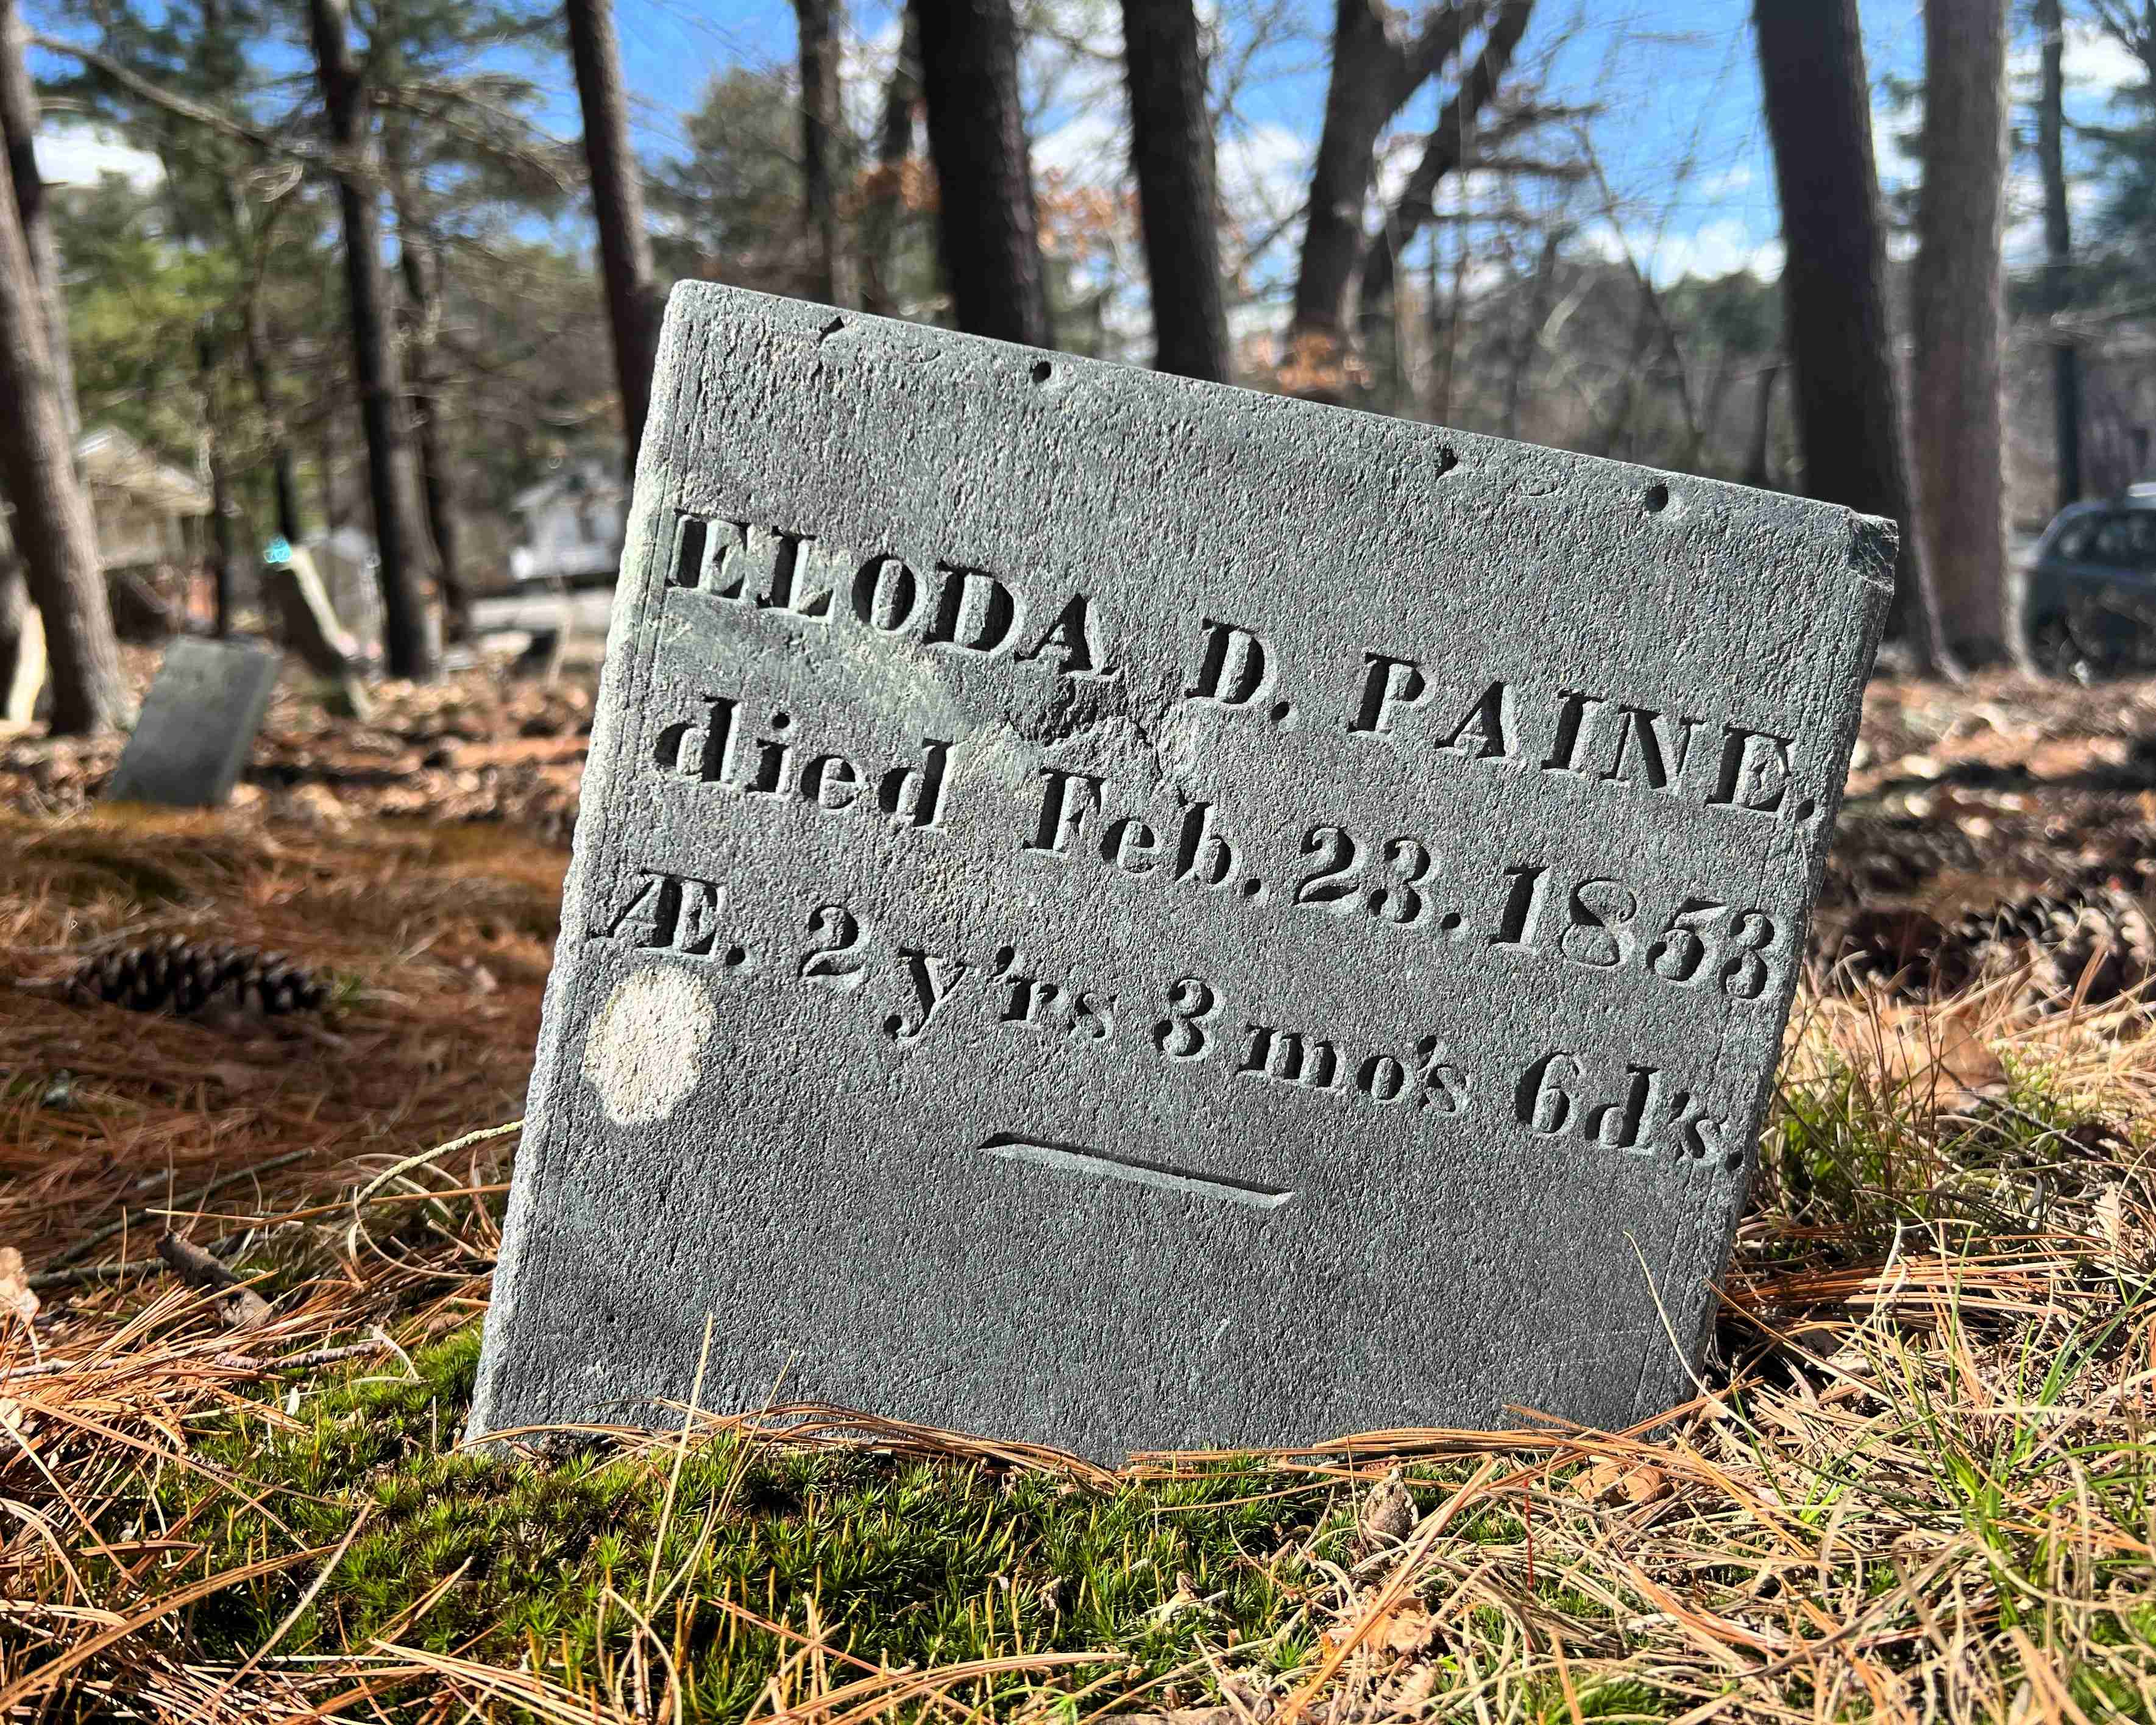 ELODA D. PAINE.
died Feb. 23. 1853
Æ. 2 y'rs 3 mo's 6 d's.